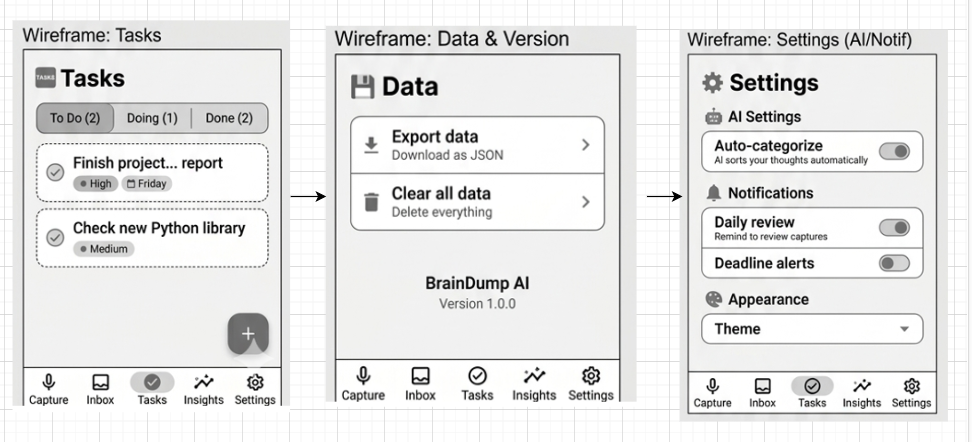 Wireframe: Tasks
TASKS Tasks
To Do (2) Doing (1) Done (2)
Finish project... report
High Friday
Check new Python library
Medium
+
Capture Inbox Tasks Insights Settings
Wireframe: Data & Version
Data
Export data
Download as JSON
Clear all data
Delete everything
BrainDump AI
Version 1.0.0
Capture Inbox Tasks Insights Settings
Wireframe: Settings (AI/Notif)
Settings
AI Settings
Auto-categorize
AI sorts your thoughts automatically
Notifications
Daily review
Remind to review captures
Deadline alerts
Appearance
Theme
Capture Inbox Tasks Insights Settings